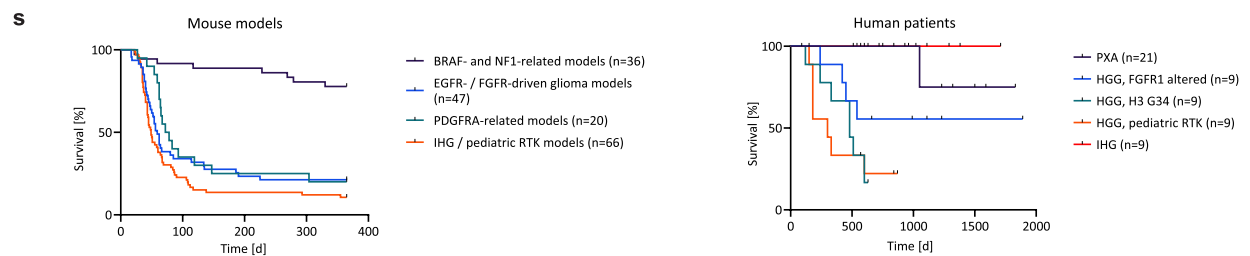 s
Mouse models
Survival [%]
100
50
0
0 100 200 300 400
Time [d]
BRAF- and NF1-related models (n=36)
EGFR- / FGFR-driven glioma models
(n=47)
PDGFRA-related models (n=20)
IHG / pediatric RTK models (n=66)
Human patients
Survival [%]
100
50
0
0 500 1000 1500 2000
Time [d]
PXA (n=21)
HGG, FGFR1 altered (n=9)
HGG, H3 G34 (n=9)
HGG, pediatric RTK (n=9)
IHG (n=9)